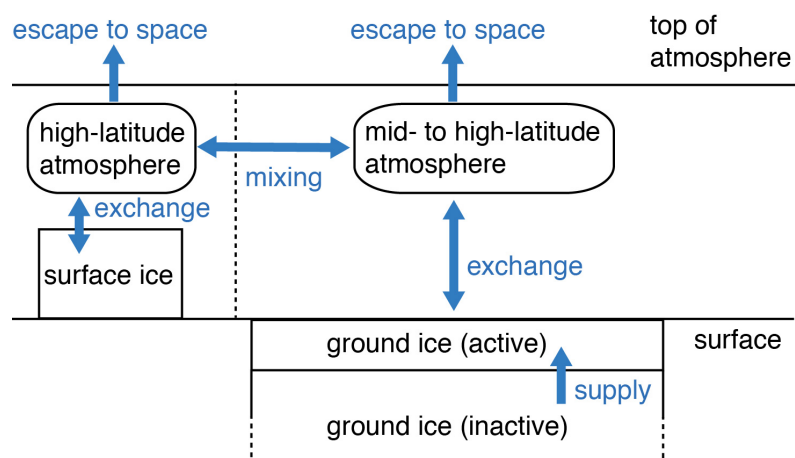 escape to space
escape to space
top of
atmosphere
high-latitude
atmosphere
mixing
mid- to high-latitude
atmosphere
exchange
surface ice
exchange
surface
ground ice (active)
supply
ground ice (inactive)